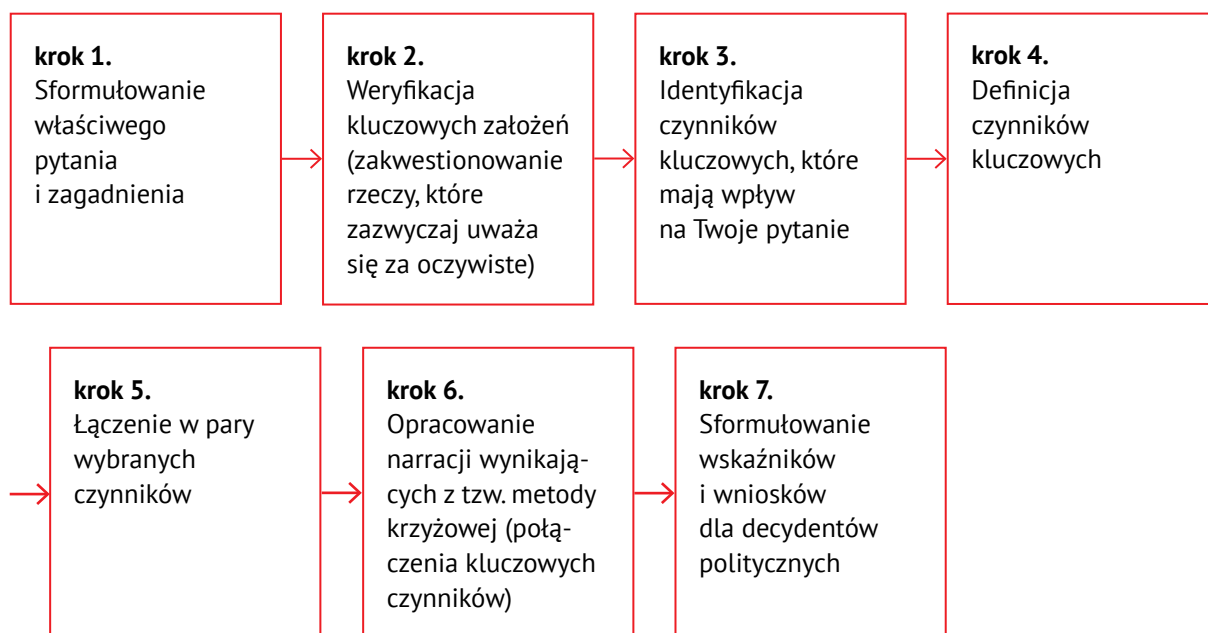 krok 1.
Sformułowanie
właściwego
pytania
i zagadnienia
krok 2.
Weryfikacja
kluczowych założeń
(zakwestionowanie
rzeczy, które
zazwyczaj uważa
się za oczywiste)
krok 3.
Identyfikacja
czynników
kluczowych, które
mają wpływ
na Twoje pytanie
krok 4.
Definicja
czynników
kluczowych
krok 5.
Łączenie w pary
wybranych
czynników
krok 6.
Opracowanie
narracji wynikają-
cych z tzw. metody
krzyżowej (połą-
czenia kluczowych
czynników)
krok 7.
Sformułowanie
wskaźników
i wniosków
dla decydentów
politycznych